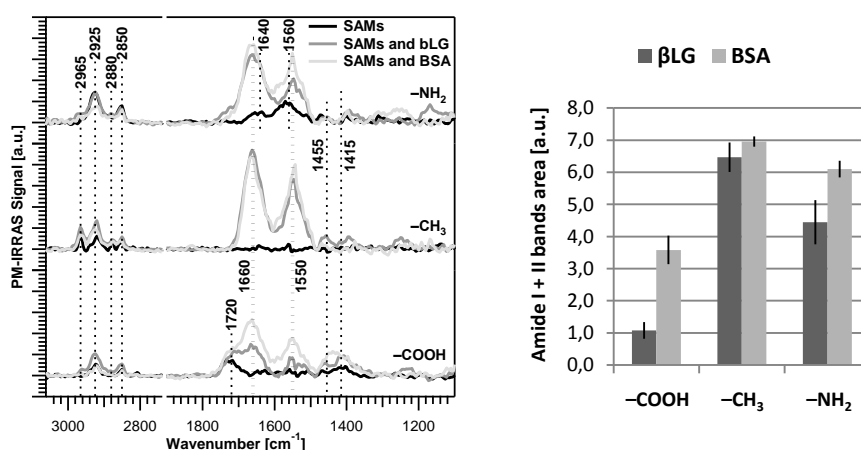 SAMs
SAMs and bLG
SAMs and BSA
2965
2925
2880
2850
1640
1560
–NH2
1455
1415
–CH3
1660
1550
1720
–COOH
PM-IRRAS Signal [a.u.]
3000 2800 1800 1600 1400 1200
Wavenumber [cm-1]
βLG BSA
Amide I + II bands area [a.u.]
8,0
7,0
6,0
5,0
4,0
3,0
2,0
1,0
0,0
–COOH –CH3 –NH2